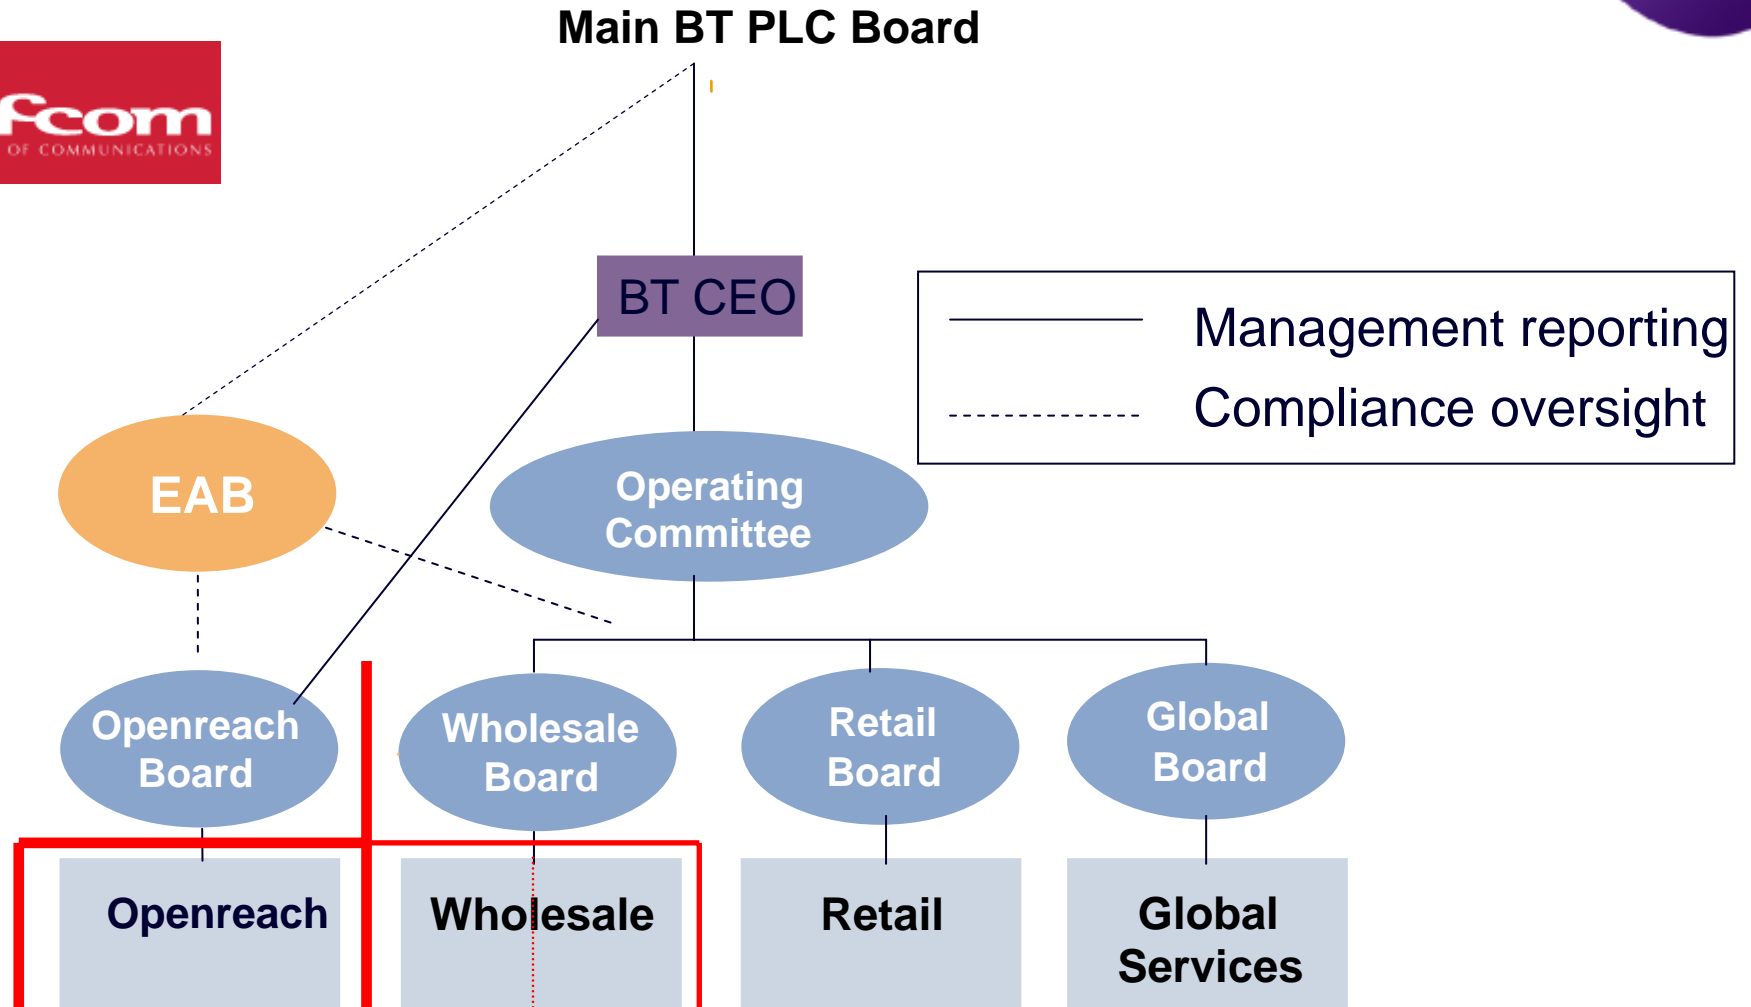 Main BT PLC Board
fcom
OF COMMUNICATIONS
BT CEO
Management reporting
Compliance oversight
EAB
Operating
Committee
Openreach
Board
Wholesale
Board
Retail
Board
Global
Board
Openreach
Wholesale
Retail
Global
Services